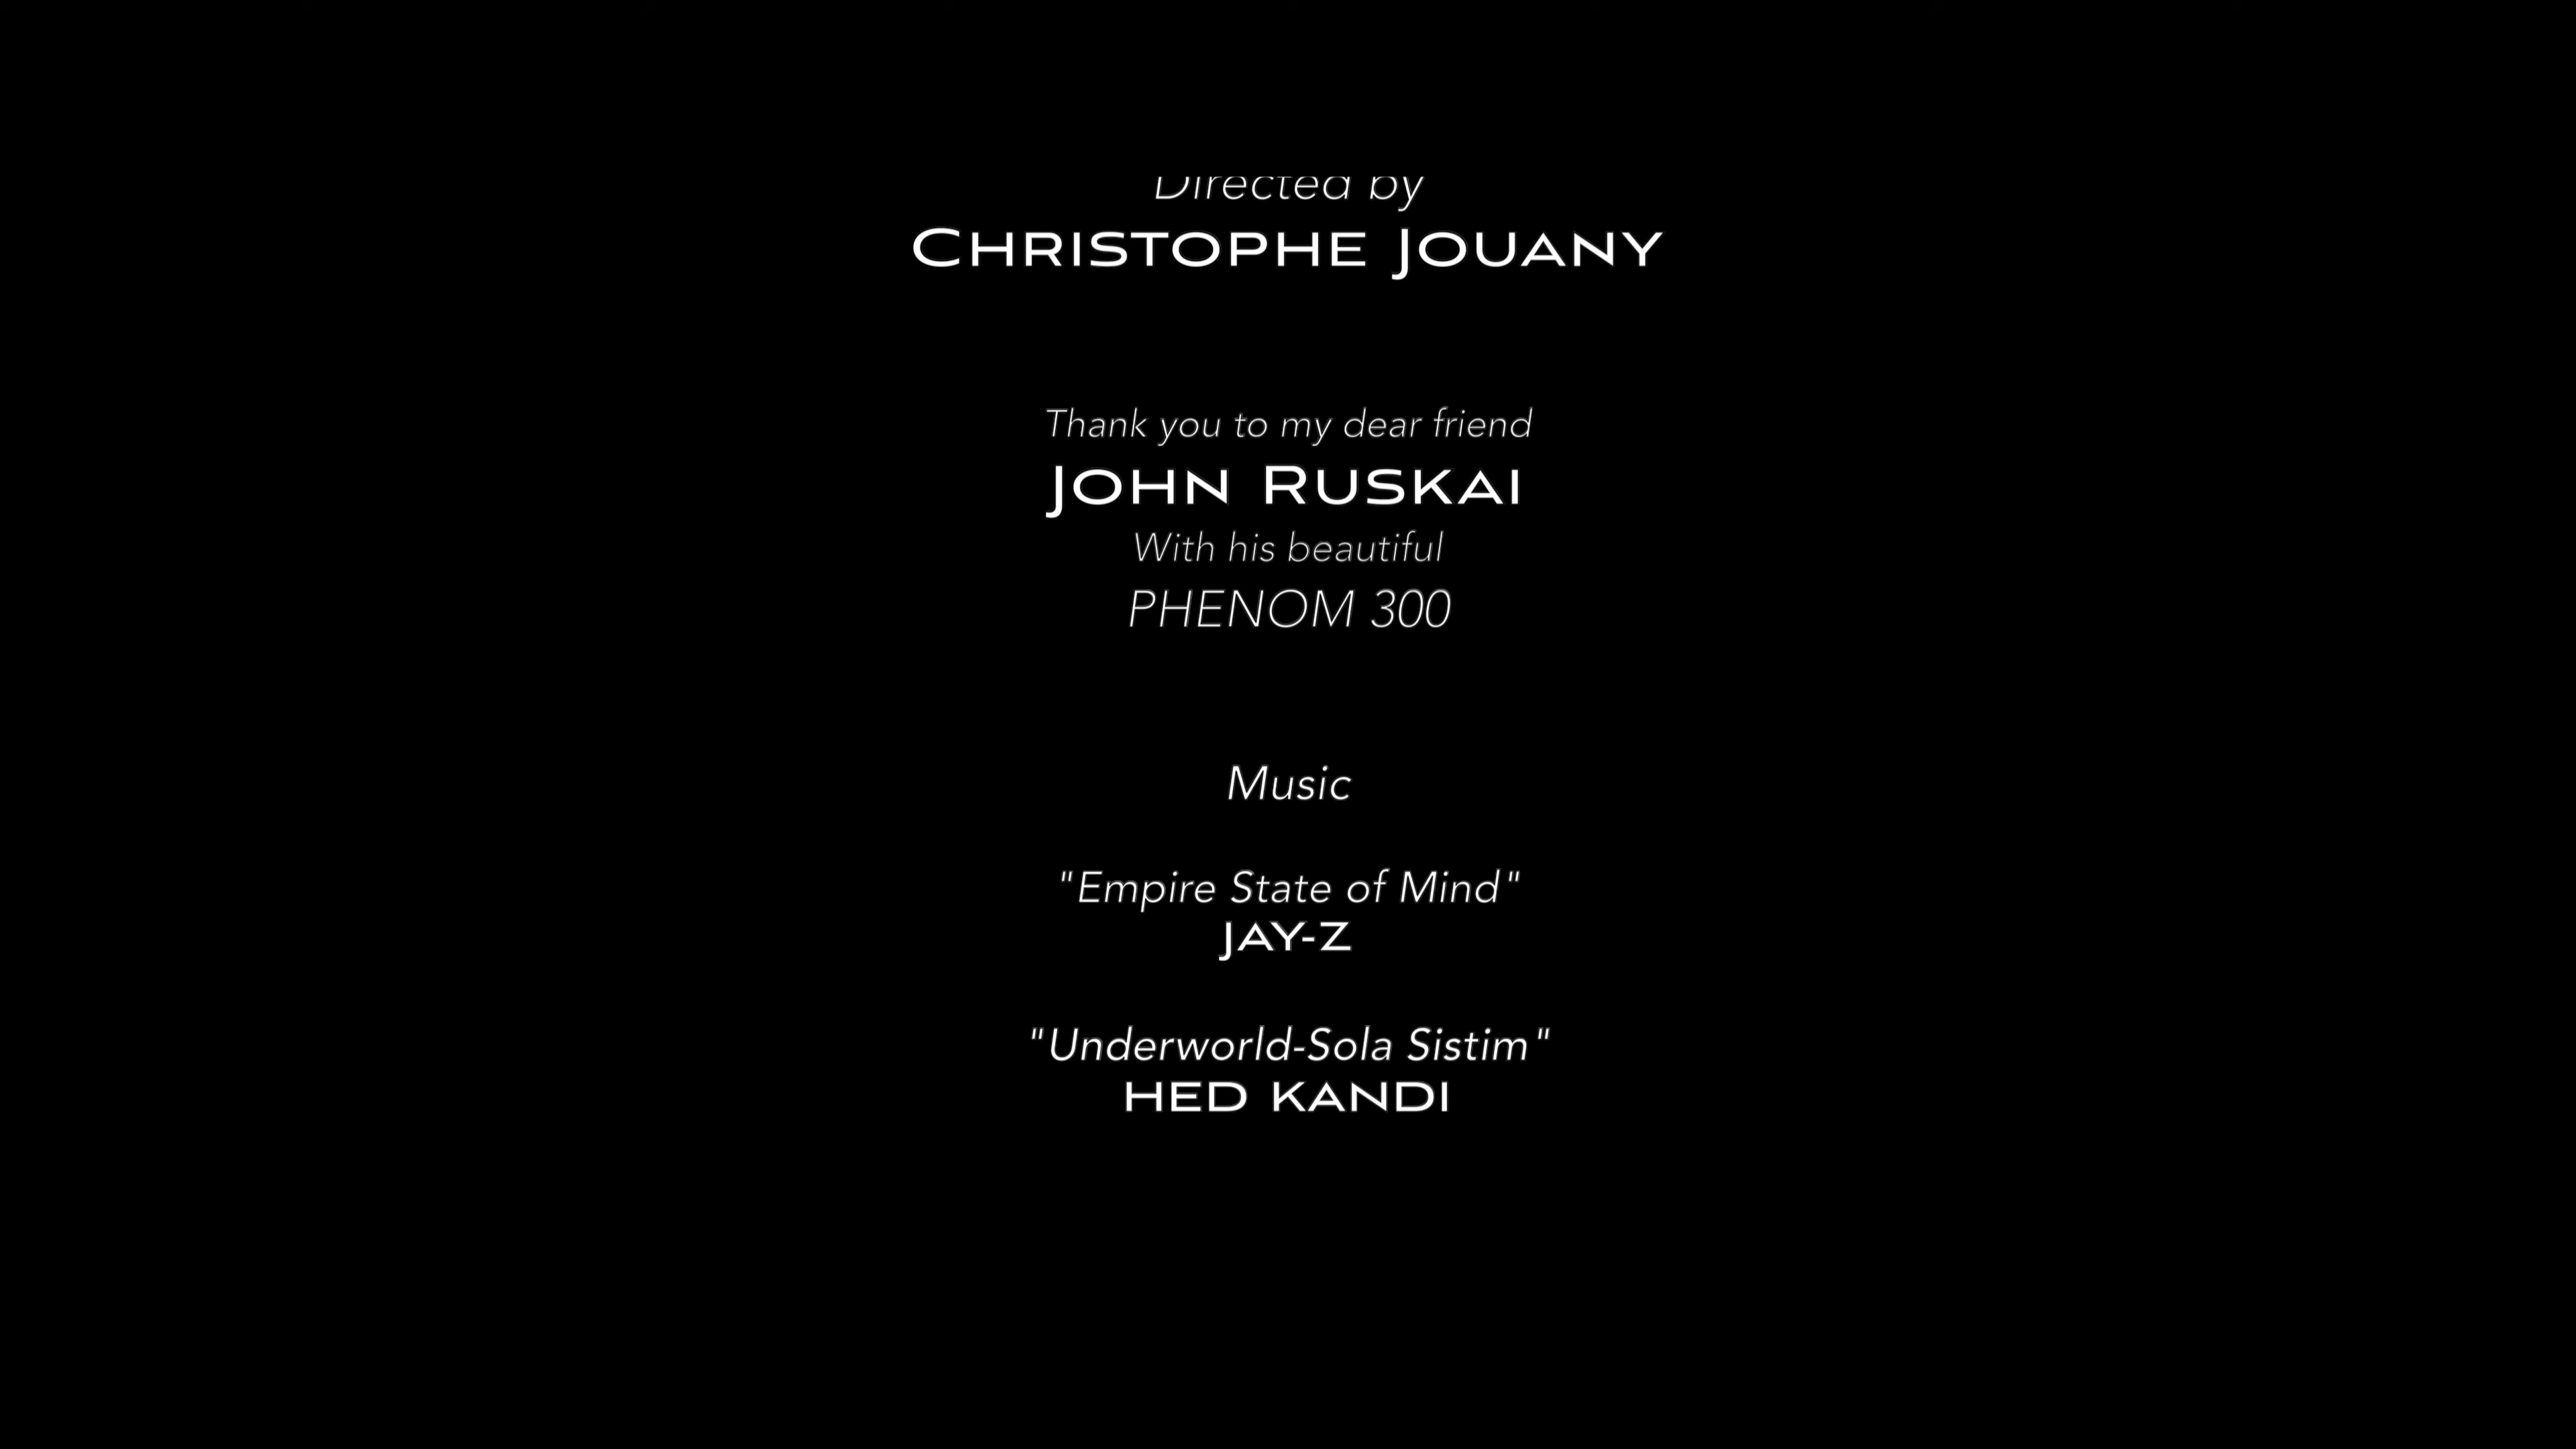 Directed by
CHRISTOPHE JOUANY
Thank you to my dear friend
JOHN RUSKAI
With his beautiful
PHENOM 300
Music
"Empire State of Mind"
JAY-Z
"Underworld-Sola Sistim"
HED KANDI